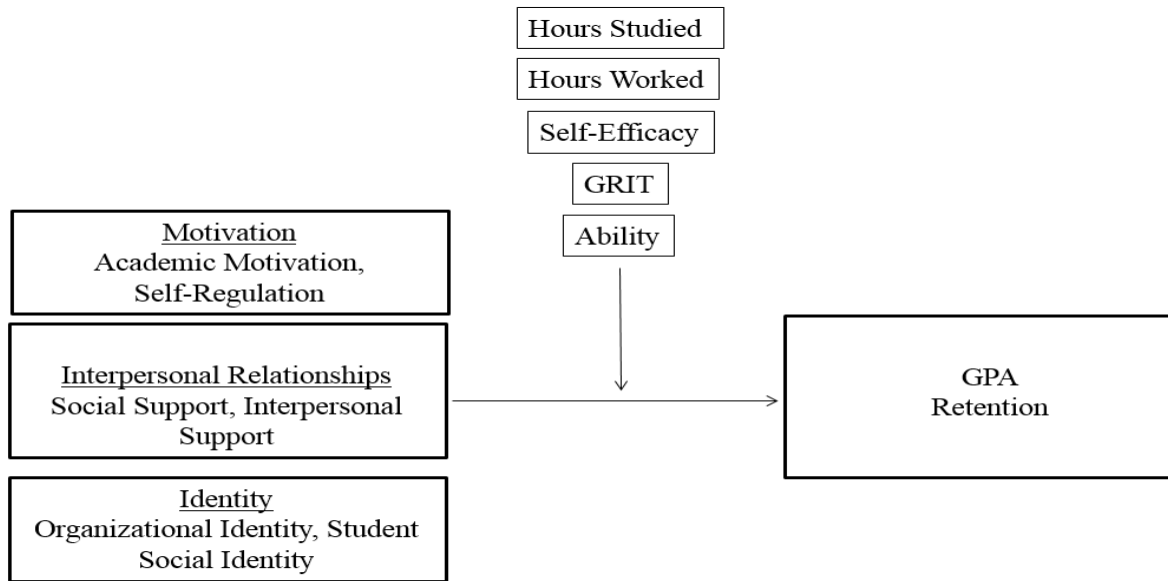 Hours Studied
Hours Worked
Self-Efficacy
GRIT
Ability
Motivation
Academic Motivation,
Self-Regulation
Interpersonal Relationships
Social Support, Interpersonal
Support
Identity
Organizational Identity, Student
Social Identity
GPA
Retention